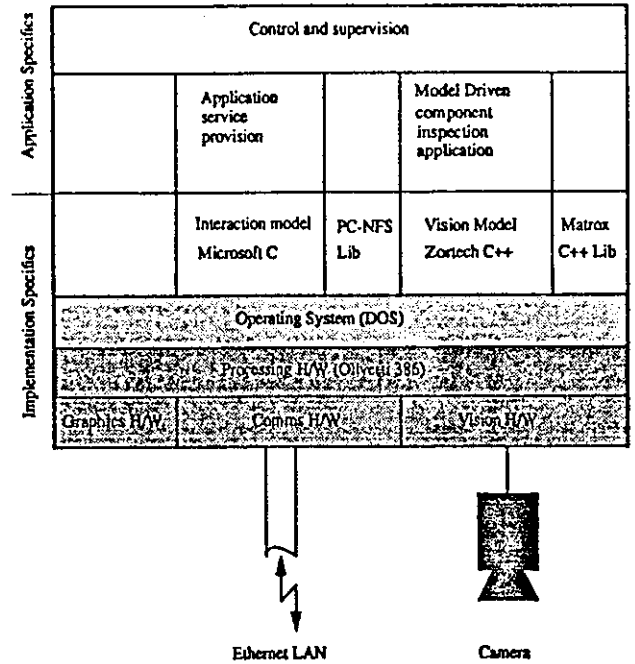 Application Specifics
Control and supervision
Application
service
provision
Model Driven
component
inspection
application
Implementation Specifics
Interaction model
Microsoft C
PC-NFS
Lib
Vision Model
Zortech C++
Matrox
C++ Lib
Operating System (DOS)
Processing H/W (Olivetti 386)
Graphics H/W
Comms H/W
Vision H/W
Ethernet LAN
Camera